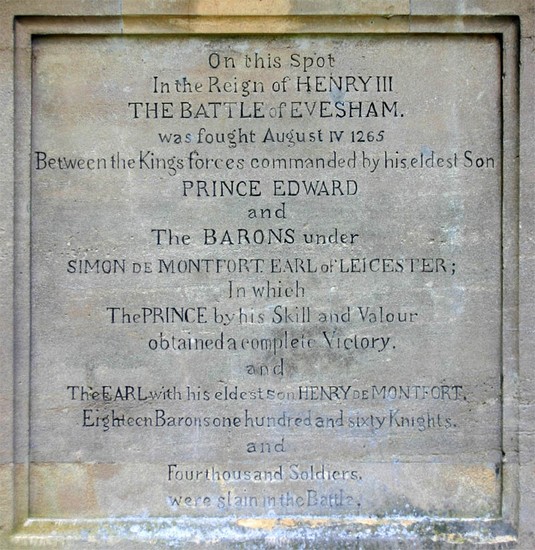 On this Spot
In the Reign of HENRY III
THE BATTLE of EVESHAM.
was fought August IV 1265
Between the Kings forces commanded by his eldest Son
PRINCE EDWARD
and
The BARONS under
SIMON DE MONTFORT EARL of LEICESTER;
In which
The PRINCE by his Skill and Valour
obtained a complete Victory.
and
The EARL with his eldest son HENRY DE MONTFORT.
Eighteen Barons one hundred and sixty Knights.
and
Four thousand Soldiers.
were slain in the Battle.